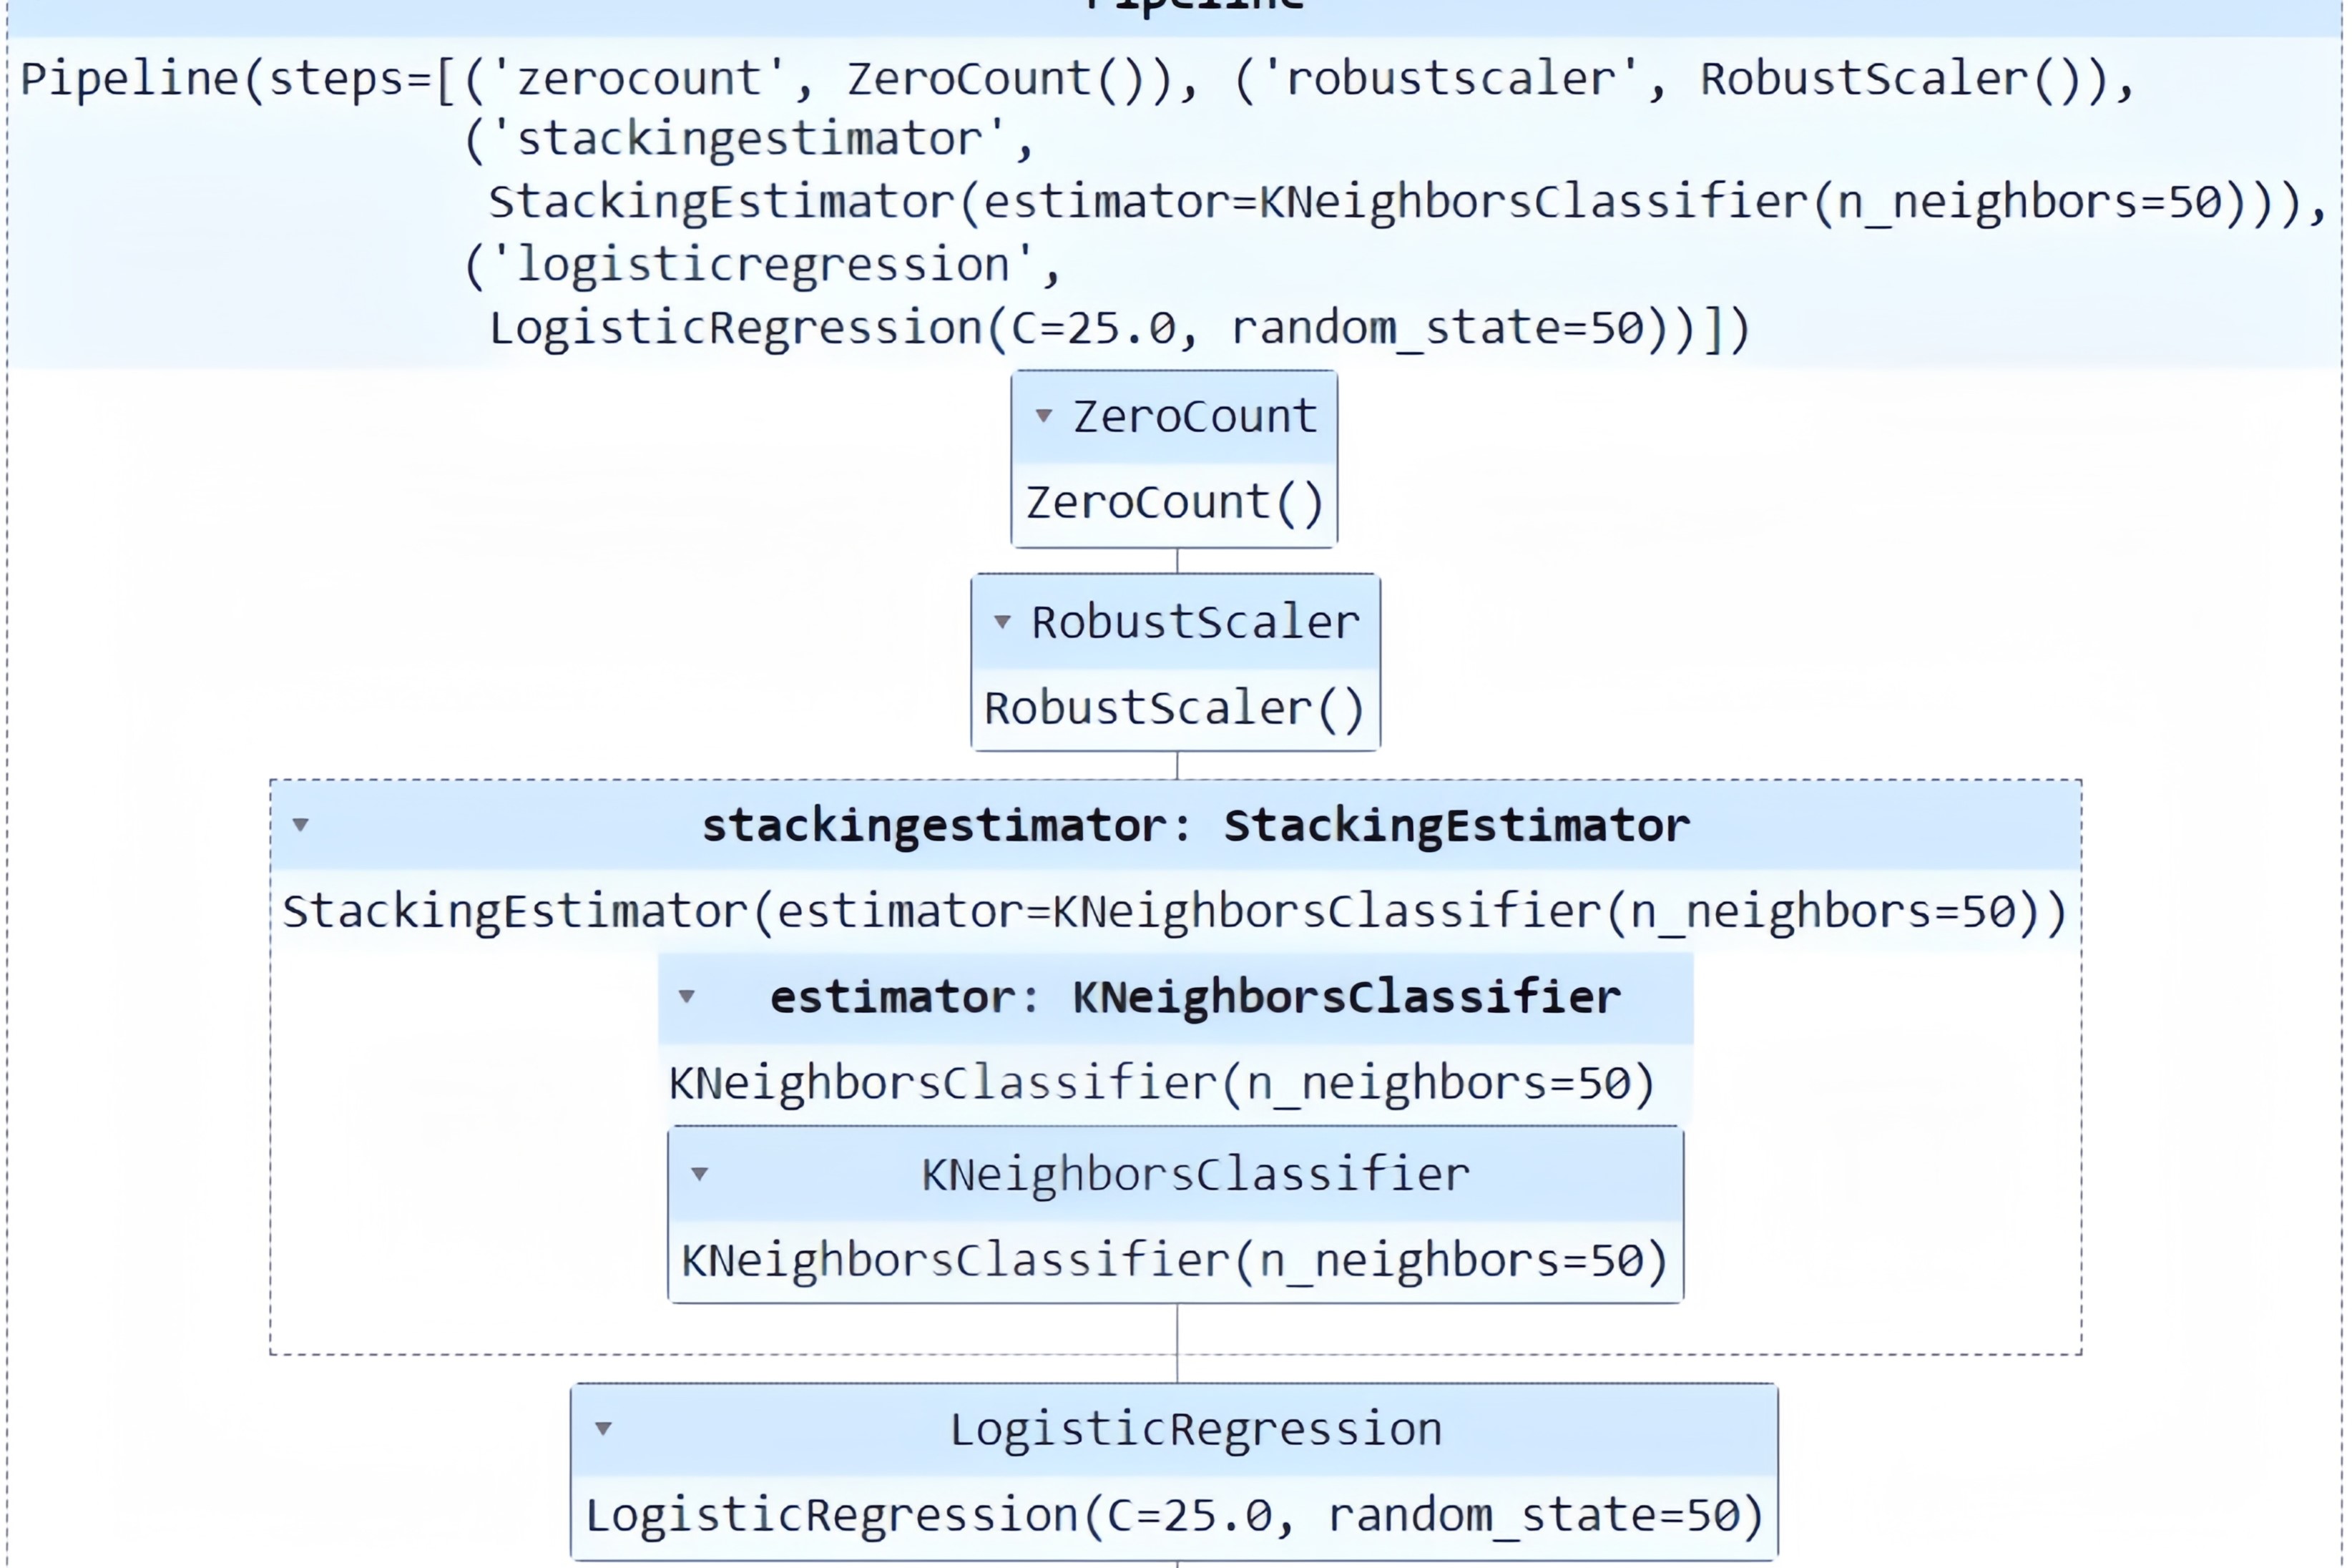 Pipeline
Pipeline(steps=[('zerocount', ZeroCount()), ('robustscaler', RobustScaler()),
('stackingestimator',
StackingEstimator(estimator=KNeighborsClassifier(n_neighbors=50))),
('logisticregression',
LogisticRegression(C=25.0, random_state=50))])
ZeroCount
ZeroCount()
RobustScaler
RobustScaler()
stackingestimator: StackingEstimator
StackingEstimator(estimator=KNeighborsClassifier(n_neighbors=50))
estimator: KNeighborsClassifier
KNeighborsClassifier(n_neighbors=50)
KNeighborsClassifier
KNeighborsClassifier(n_neighbors=50)
LogisticRegression
LogisticRegression(C=25.0, random_state=50)